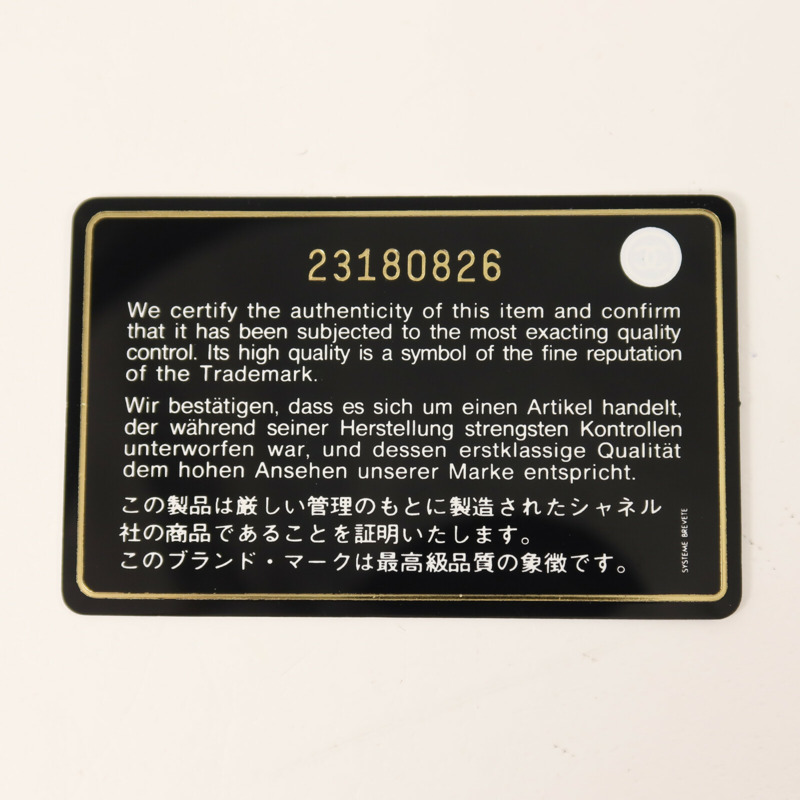 23180826
We certify the authenticity of this item and confirm
that it has been subjected to the most exacting quality
control. Its high quality is a symbol of the fine reputation
of the Trademark.
Wir bestätigen, dass es sich um einen Artikel handelt,
der während seiner Herstellung strengsten Kontrollen
unterworfen war, und dessen erstklassige Qualität
dem hohen Ansehen unserer Marke entspricht.
この製品は厳しい管理のもとに製造されたシャネル
社の商品であることを証明いたします。
このブランド・マークは最高級品質の象徴です。
SYSTEME BREVETE